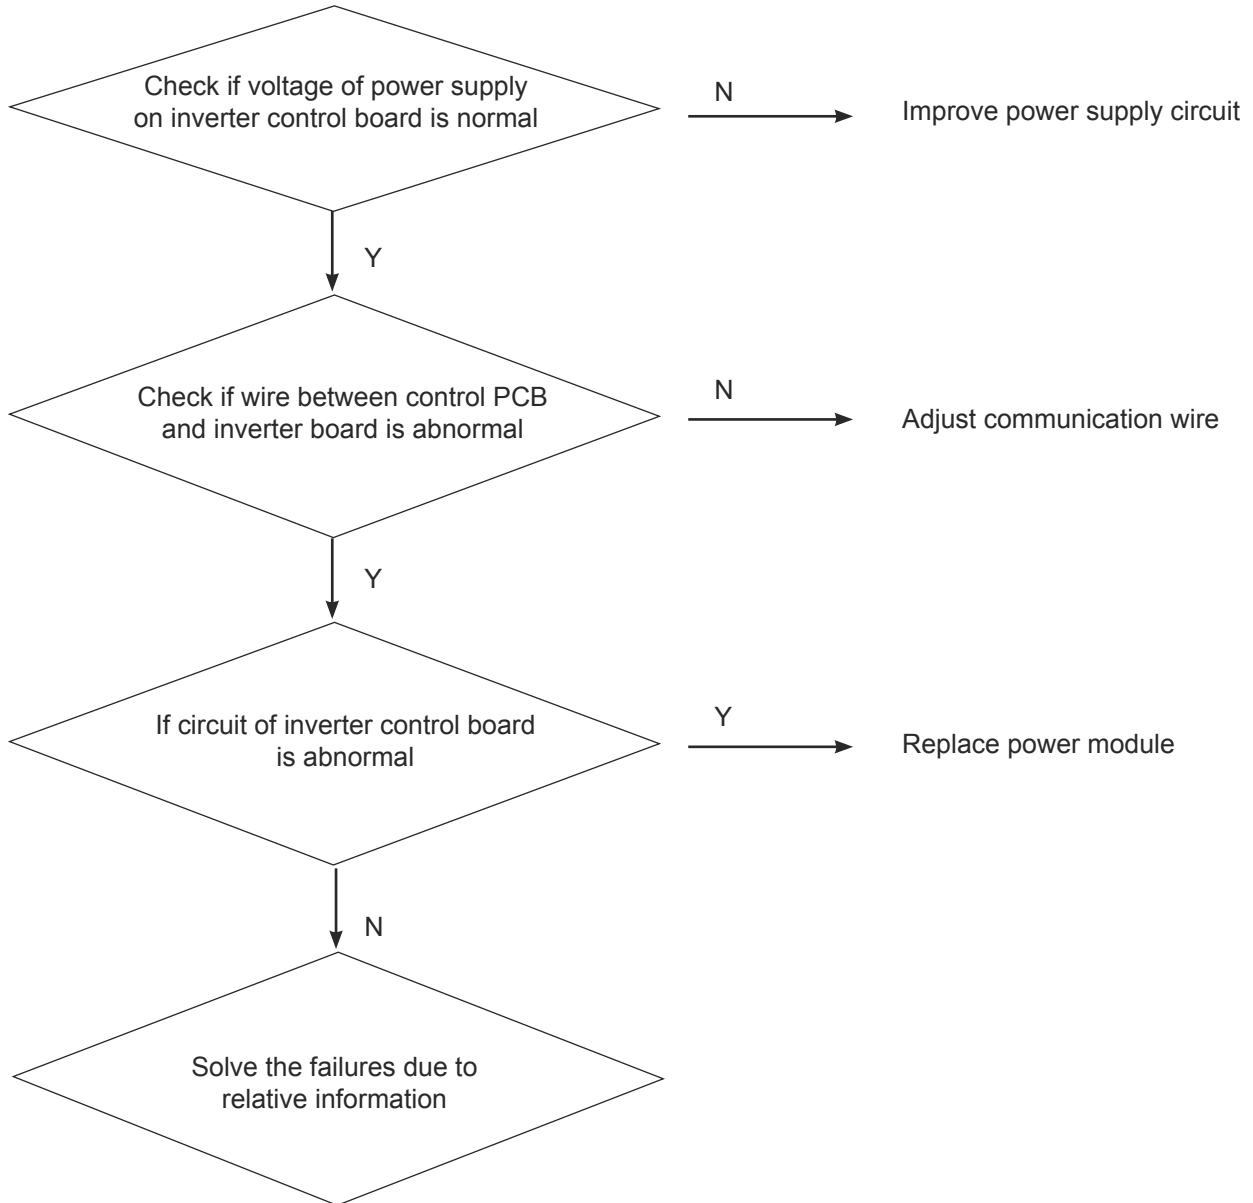 Check if voltage of power supply
on inverter control board is normal
N
Improve power supply circuit
Y
Check if wire between control PCB
and inverter board is abnormal
N
Adjust communication wire
Y
If circuit of inverter control board
is abnormal
Y
Replace power module
N
Solve the failures due to
relative information